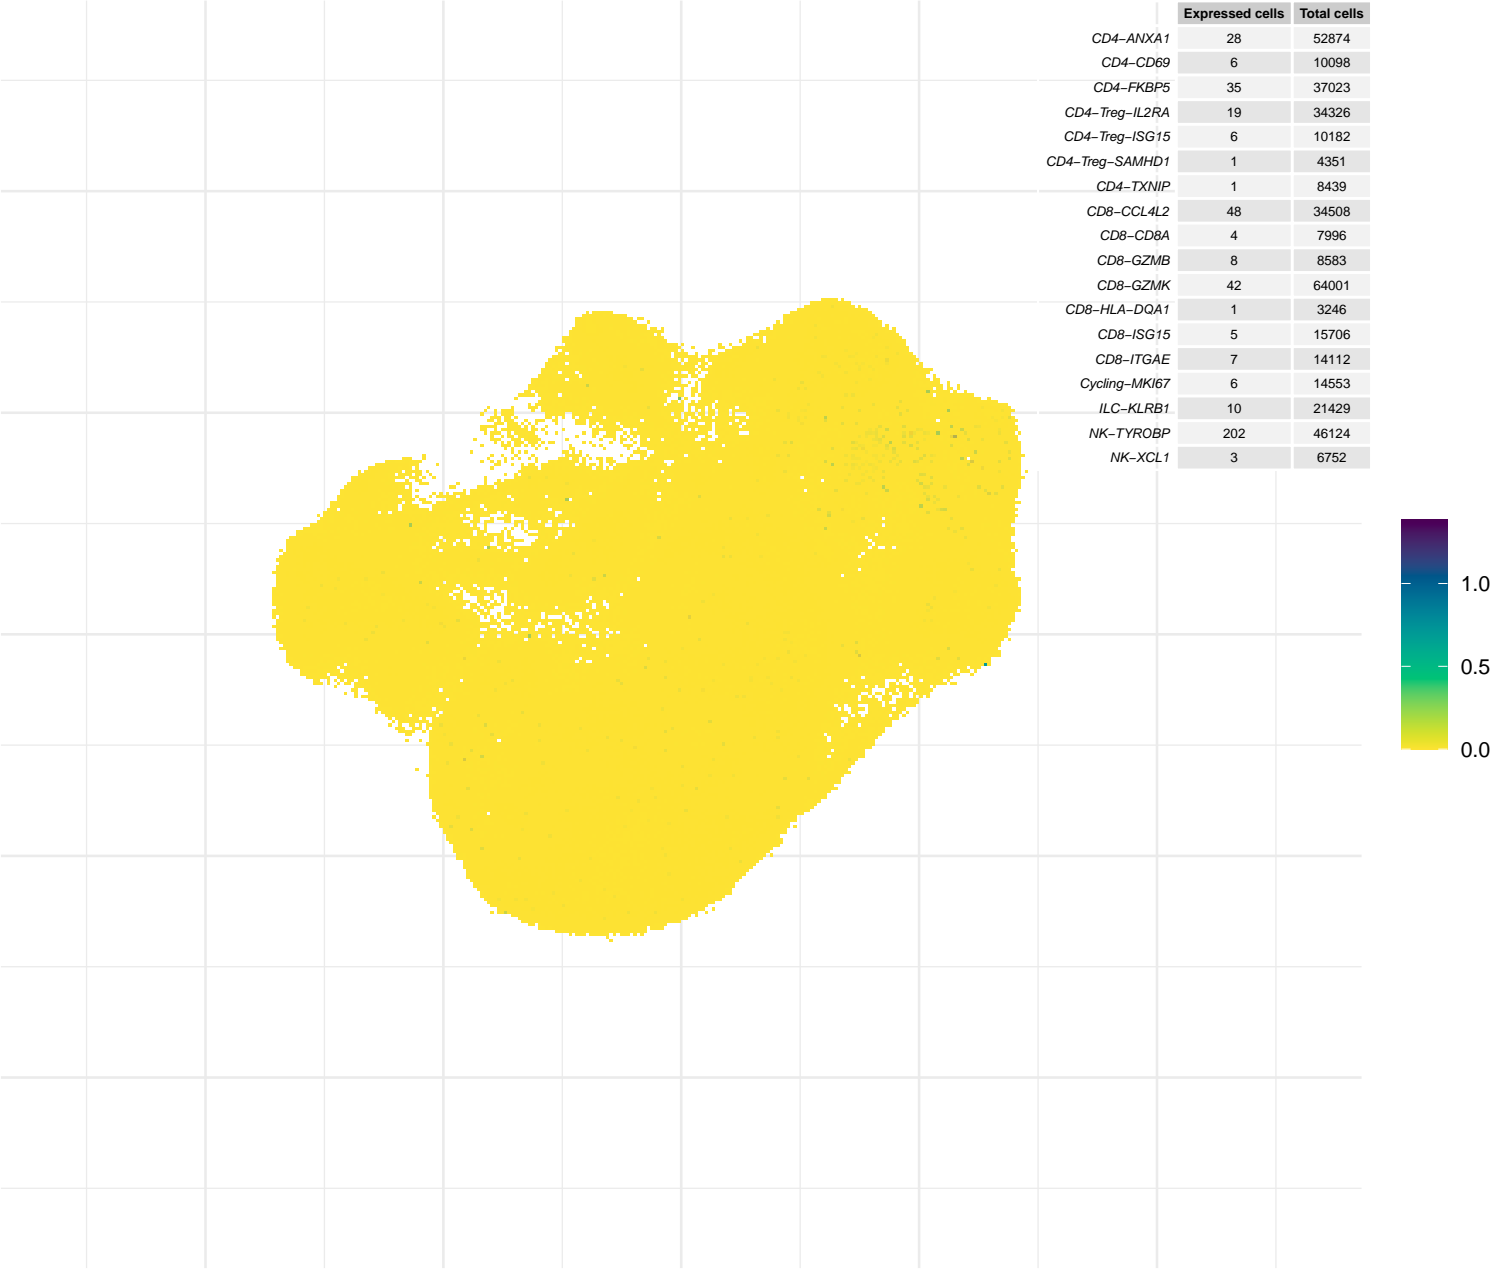 Expressed cells Total cells
CD4−ANXA1 28 52874
CD4−CD69 6 10098
CD4−FKBP5 35 37023
CD4−Treg−IL2RA 19 34326
CD4−Treg−ISG15 6 10182
CD4−Treg−SAMHD1 1 4351
CD4−TXNIP 1 8439
CD8−CCL4L2 48 34508
CD8−CD8A 4 7996
CD8−GZMB 8 8583
CD8−GZMK 42 64001
CD8−HLA−DQA1 1 3246
CD8−ISG15 5 15706
CD8−ITGAE 7 14112
Cycling−MKI67 6 14553
ILC−KLRB1 10 21429
NK−TYROBP 202 46124
NK−XCL1 3 6752
1.0
0.5
0.0